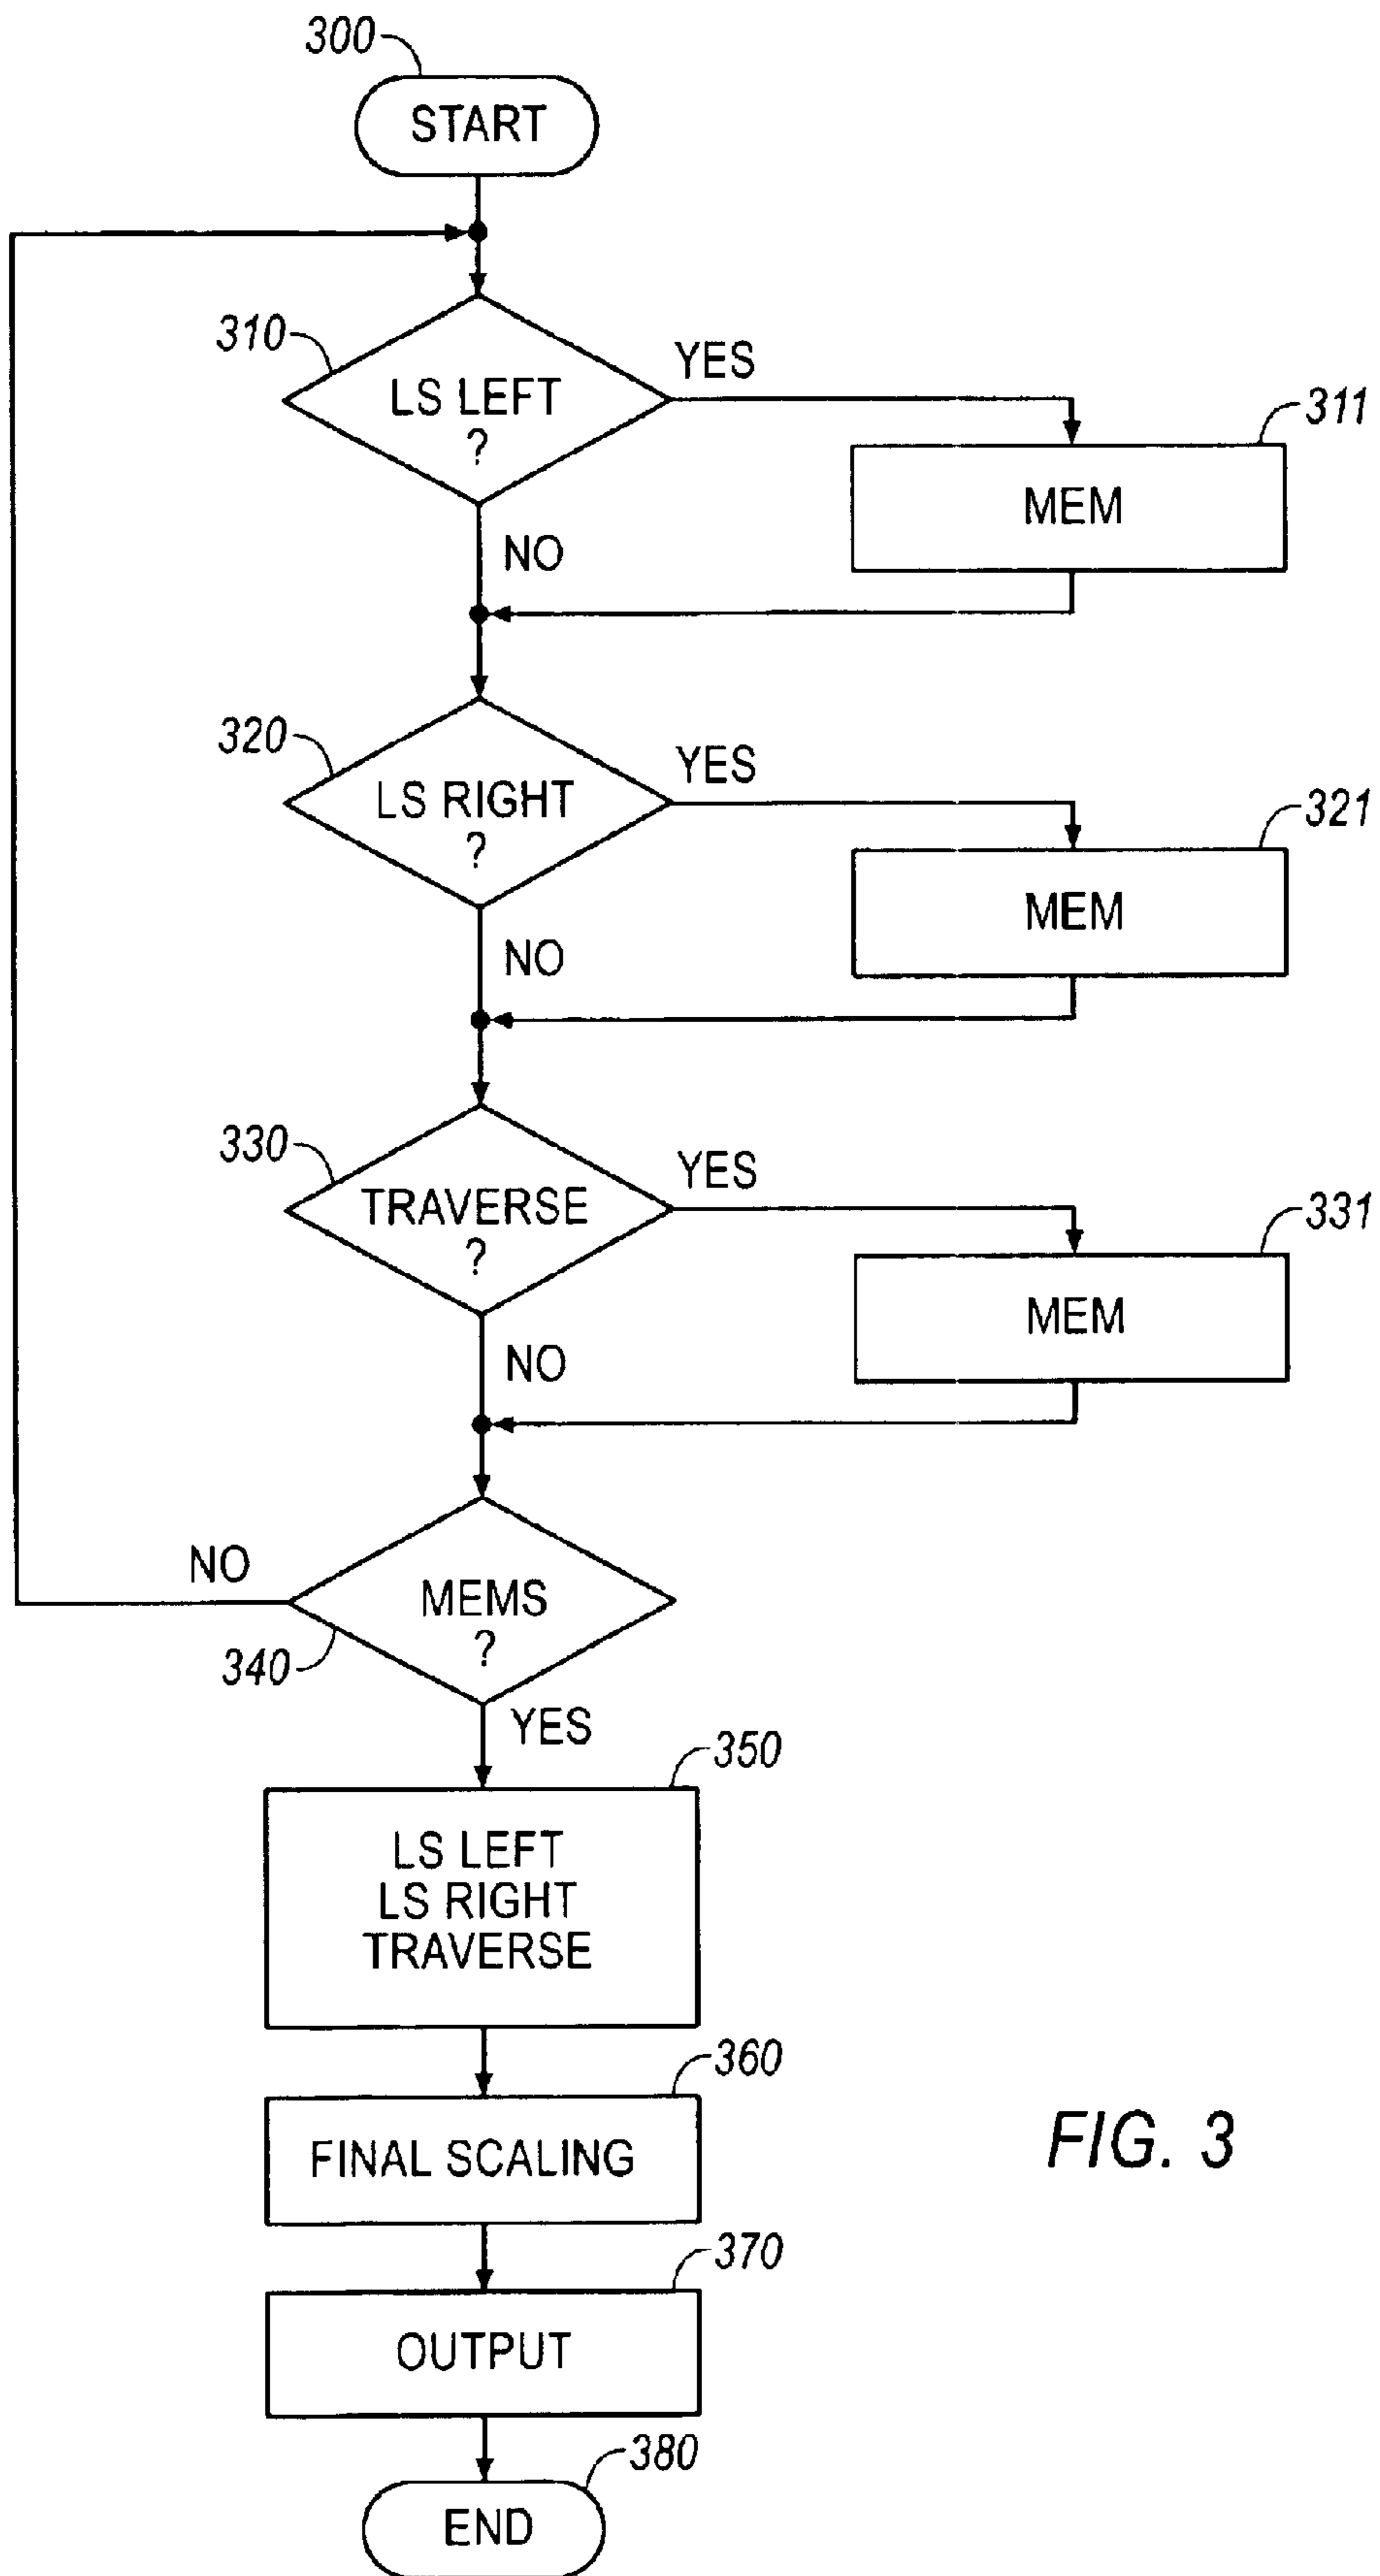 300
START
310
LS LEFT
?
YES
311
MEM
NO
320
LS RIGHT
?
YES
321
MEM
NO
330
TRAVERSE
?
YES
331
MEM
NO
NO
MEMS
?
340
YES
350
LS LEFT
LS RIGHT
TRAVERSE
360
FINAL SCALING
FIG. 3
370
OUTPUT
380
END